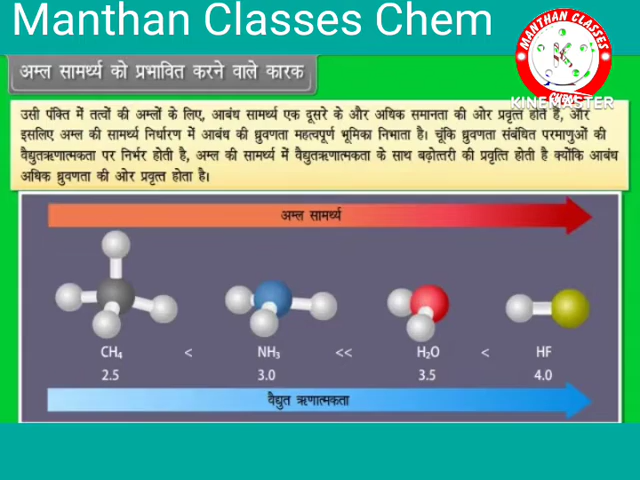 Manthan Classes Chem
MANTHAN CLASSES
K
CHEM
KINEMASTER
अम्ल सामर्थ्य को प्रभावित करने वाले कारक
उसी पंक्ति में तत्वों की अम्लों के लिए, आबंध सामर्थ्य एक दूसरे के और अधिक समानता की ओर प्रवृत्त होते हैं, और
इसलिए अम्ल की सामर्थ्य निर्धारण में आबंध की ध्रुवणता महत्वपूर्ण भूमिका निभाता है। चूंकि ध्रुवणता संबंधित परमाणुओं की
वैद्युतऋणात्मकता पर निर्भर होती है, अम्ल की सामर्थ्य में वैद्युतऋणात्मकता के साथ बढ़ोत्तरी की प्रवृत्ति होती है क्योंकि आबंध
अधिक ध्रुवणता की ओर प्रवृत्त होता है।
अम्ल सामर्थ्य
CH₄ < NH₃ << H₂O < HF
2.5 3.0 3.5 4.0
वैद्युत ऋणात्मकता